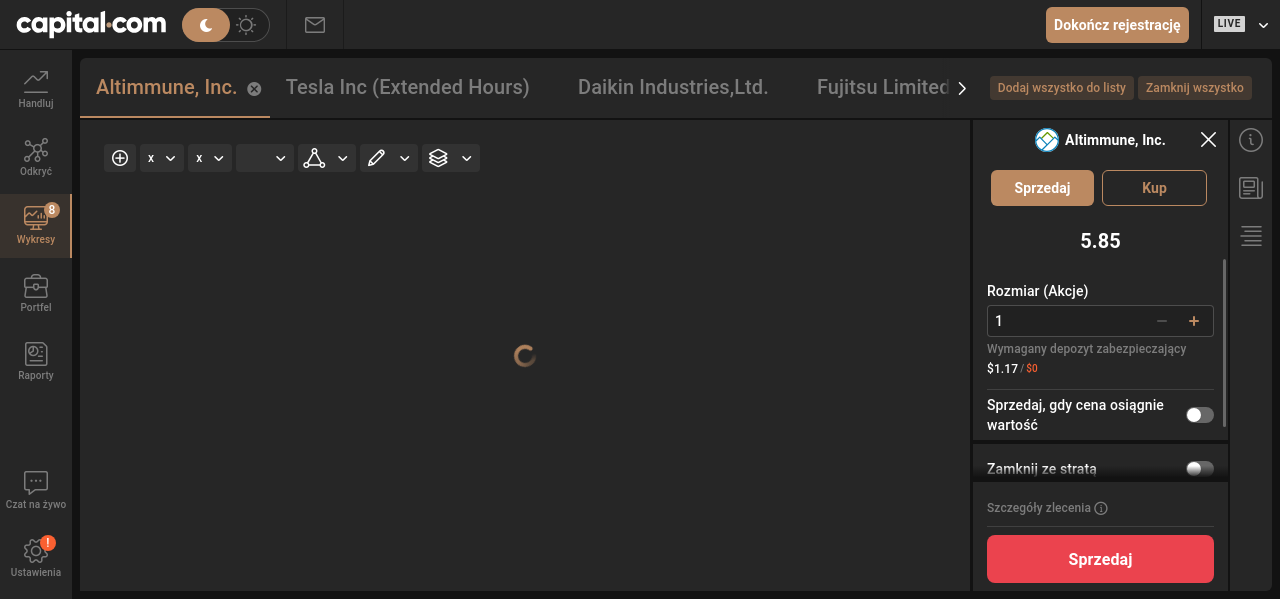 capital.com
Dokończ rejestrację
LIVE
Handluj
Odkryć
8
Wykresy
Portfel
Raporty
Czat na żywo
!
Ustawienia
Altimmune, Inc.
Tesla Inc (Extended Hours)
Daikin Industries,Ltd.
Fujitsu Limited
Dodaj wszystko do listy
Zamknij wszystko
x
x
Altimmune, Inc.
Sprzedaj
Kup
5.85
Rozmiar (Akcje)
1
Wymagany depozyt zabezpieczający
$1.17 / $0
Sprzedaj, gdy cena osiągnie
wartość
Zamknij ze stratą
Szczegóły zlecenia
Sprzedaj